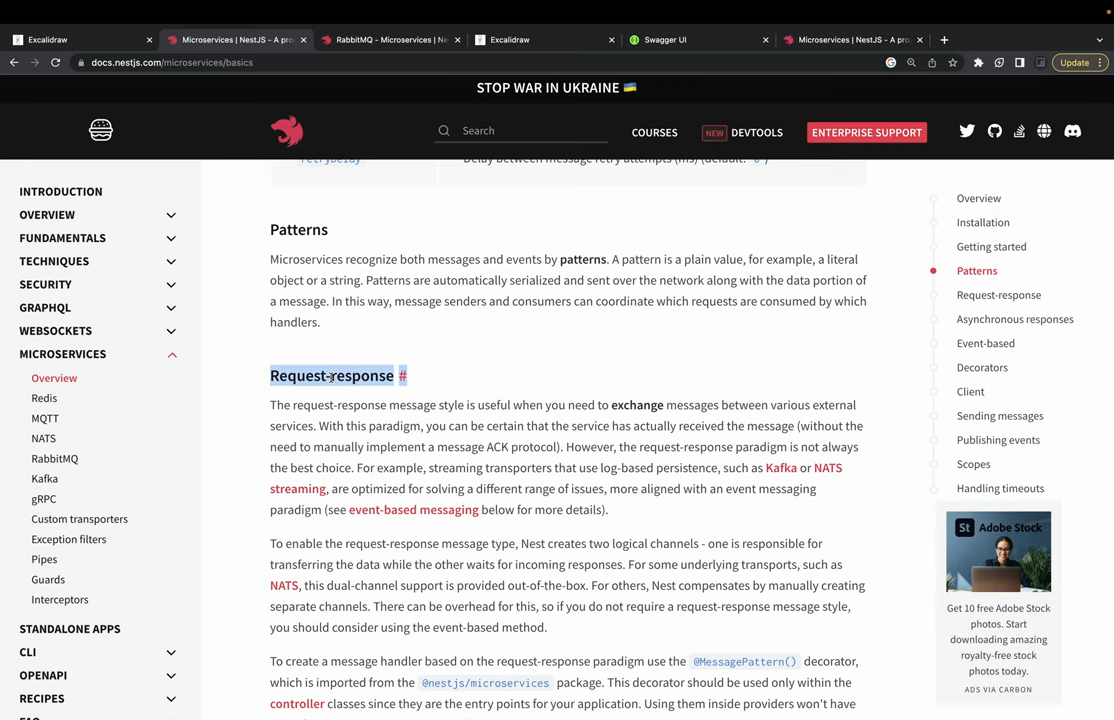 Excalidraw
Microservices | NestJS - A pro
RabbitMQ - Microservices | Ne
Excalidraw
Swagger UI
Microservices | NestJS - A pro
docs.nestjs.com/microservices/basics
Update
STOP WAR IN UKRAINE 🇺🇦
Search
COURSES
NEW DEVTOOLS
ENTERPRISE SUPPORT
INTRODUCTION
OVERVIEW
FUNDAMENTALS
TECHNIQUES
SECURITY
GRAPHQL
WEBSOCKETS
MICROSERVICES
Overview
Redis
MQTT
NATS
RabbitMQ
Kafka
gRPC
Custom transporters
Exception filters
Pipes
Guards
Interceptors
STANDALONE APPS
CLI
OPENAPI
RECIPES
FAQ
retryDelay
Delay between message retry attempts (ms) (default: 0 )
Patterns
Microservices recognize both messages and events by patterns. A pattern is a plain value, for example, a literal
object or a string. Patterns are automatically serialized and sent over the network along with the data portion of
a message. In this way, message senders and consumers can coordinate which requests are consumed by which
handlers.
Request-response #
The request-response message style is useful when you need to exchange messages between various external
services. With this paradigm, you can be certain that the service has actually received the message (without the
need to manually implement a message ACK protocol). However, the request-response paradigm is not always
the best choice. For example, streaming transporters that use log-based persistence, such as Kafka or NATS
streaming, are optimized for solving a different range of issues, more aligned with an event messaging
paradigm (see event-based messaging below for more details).
To enable the request-response message type, Nest creates two logical channels - one is responsible for
transferring the data while the other waits for incoming responses. For some underlying transports, such as
NATS, this dual-channel support is provided out-of-the-box. For others, Nest compensates by manually creating
separate channels. There can be overhead for this, so if you do not require a request-response message style,
you should consider using the event-based method.
To create a message handler based on the request-response paradigm use the @MessagePattern() decorator,
which is imported from the @nestjs/microservices package. This decorator should be used only within the
controller classes since they are the entry points for your application. Using them inside providers won't have
Overview
Installation
Getting started
Patterns
Request-response
Asynchronous responses
Event-based
Decorators
Client
Sending messages
Publishing events
Scopes
Handling timeouts
St Adobe Stock
Get 10 free Adobe Stock
photos. Start
downloading amazing
royalty-free stock
photos today.
ADS VIA CARBON